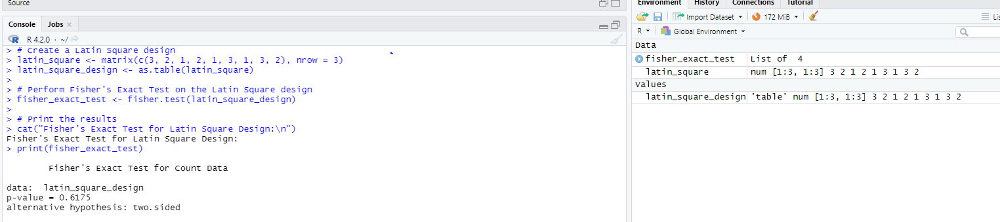 Source
Console Jobs
R 4.2.0 · ~/
> # Create a Latin Square design
> latin_square <- matrix(c(3, 2, 1, 2, 1, 3, 1, 3, 2), nrow = 3)
> latin_square_design <- as.table(latin_square)
>
> # Perform Fisher's Exact Test on the Latin Square design
> fisher_exact_test <- fisher.test(latin_square_design)
>
> # Print the results
> cat("Fisher's Exact Test for Latin Square Design:\n")
Fisher's Exact Test for Latin Square Design:
> print(fisher_exact_test)
Fisher's Exact Test for Count Data
data:  latin_square_design
p-value = 0.6175
alternative hypothesis: two.sided
Environment History Connections Tutorial
Import Dataset 172 MiB
R Global Environment
Data
fisher_exact_test List of  4
latin_square num [1:3, 1:3] 3 2 1 2 1 3 1 3 2
Values
latin_square_design 'table' num [1:3, 1:3] 3 2 1 2 1 3 1 3 2